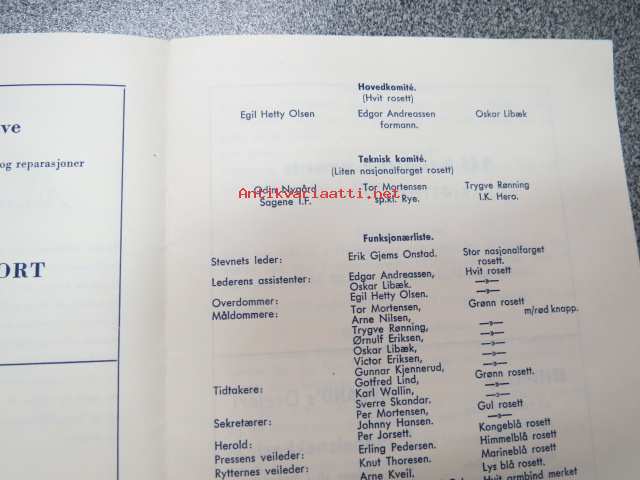 ve
og reparasjoner
ORT
Hovedkomité.
(Hvit rosett)
Egil Hetty Olsen Edgar Andreassen Oskar Libæk
formann.
Teknisk komité.
(Liten nasjonalfarget rosett)
Odin Nygård Tor Mortensen Trygve Rønning
Sagene I.F. sp.kl. Rye. I.K. Hero.
Antikvariaatti.net
Funksjonærliste.
Stevnets leder: Erik Gjems Onstad. Stor nasjonalfarget
rosett.
Lederens assistenter: Edgar Andreassen, Hvit rosett
Oskar Libæk. —»—
Overdommer: Egil Hetty Olsen. —»—
Måldommere: Tor Mortensen, Grønn rosett
Arne Nilsen, m/rød knapp.
Trygve Rønning, —»—
Ørnulf Eriksen, —»—
Oskar Libæk, —»—
Victor Eriksen, —»—
Gunnar Kjennerud, —»—
Tidtakere: Gotfred Lind, Grønn rosett.
Karl Wallin, —»—
Sverre Skandar. —»—
Sekretærer: Per Mortensen, Gul rosett
Johnny Hansen. —»—
Herold: Per Jorsett. Kongeblå rosett
Pressens veileder: Erling Pedersen. Himmelblå rosett
Rytternes veileder: Knut Thoresen. Marineblå rosett
Arne Kveil. Lys blå rosett
Hvit armbind merket